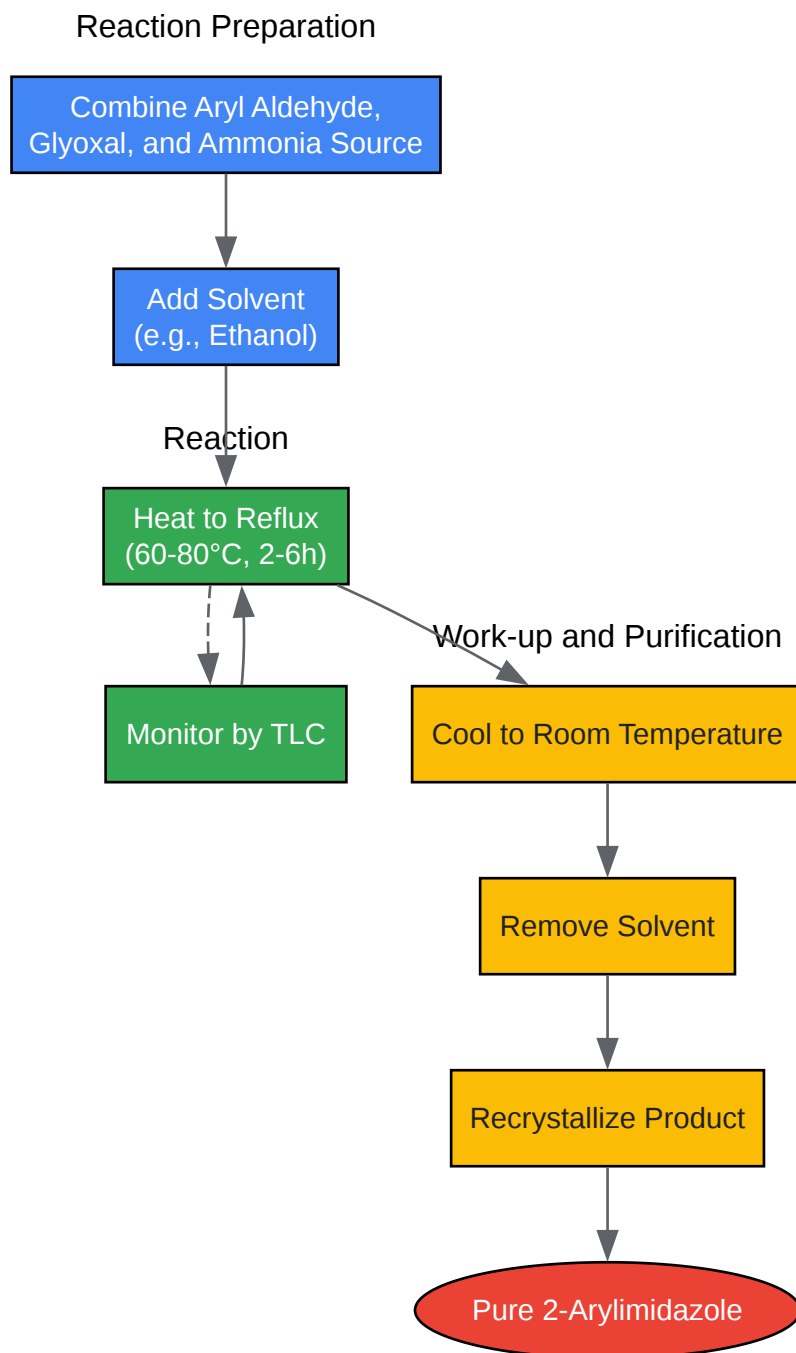 Reaction Preparation
Combine Aryl Aldehyde,
Glyoxal, and Ammonia Source
Add Solvent
(e.g., Ethanol)
Reaction
Heat to Reflux
(60-80°C, 2-6h)
Work-up and Purification
Monitor by TLC
Cool to Room Temperature
Remove Solvent
Recrystallize Product
Pure 2-Arylimidazole